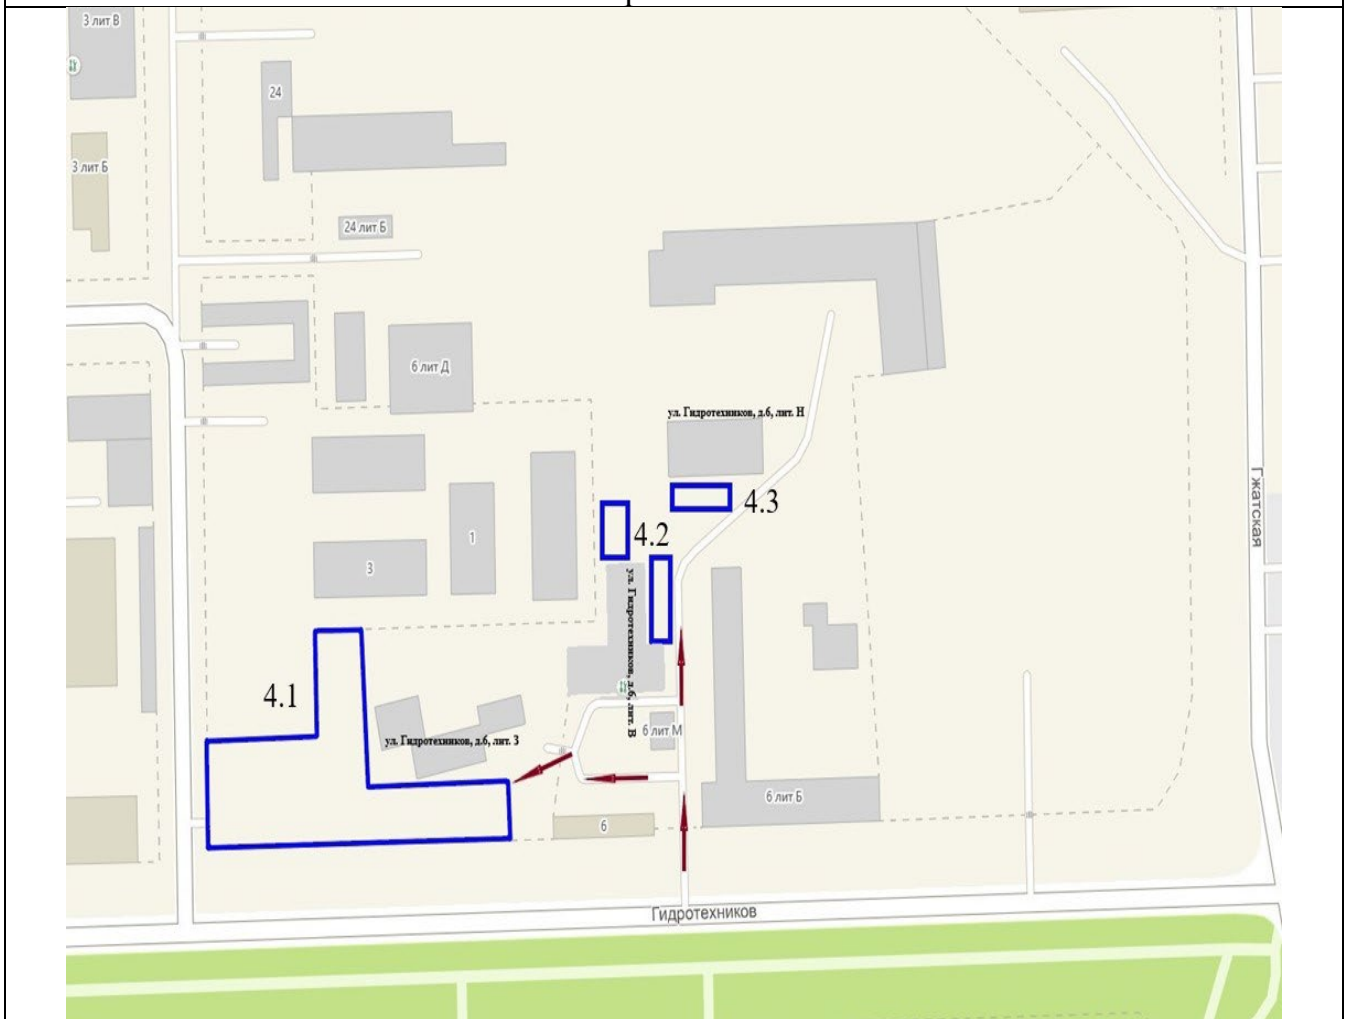 3 лит В
24
3 лит Б
24 лит Б
6 лит Д
ул. Гидротехников, д.6, лит. Н
4.3
Гжатская
4.2
1
3
ул. Гидротехников, д.6, лит. В
4.1
6 лит М
ул. Гидротехников, д.6, лит. З
6 лит Б
6
Гидротехников